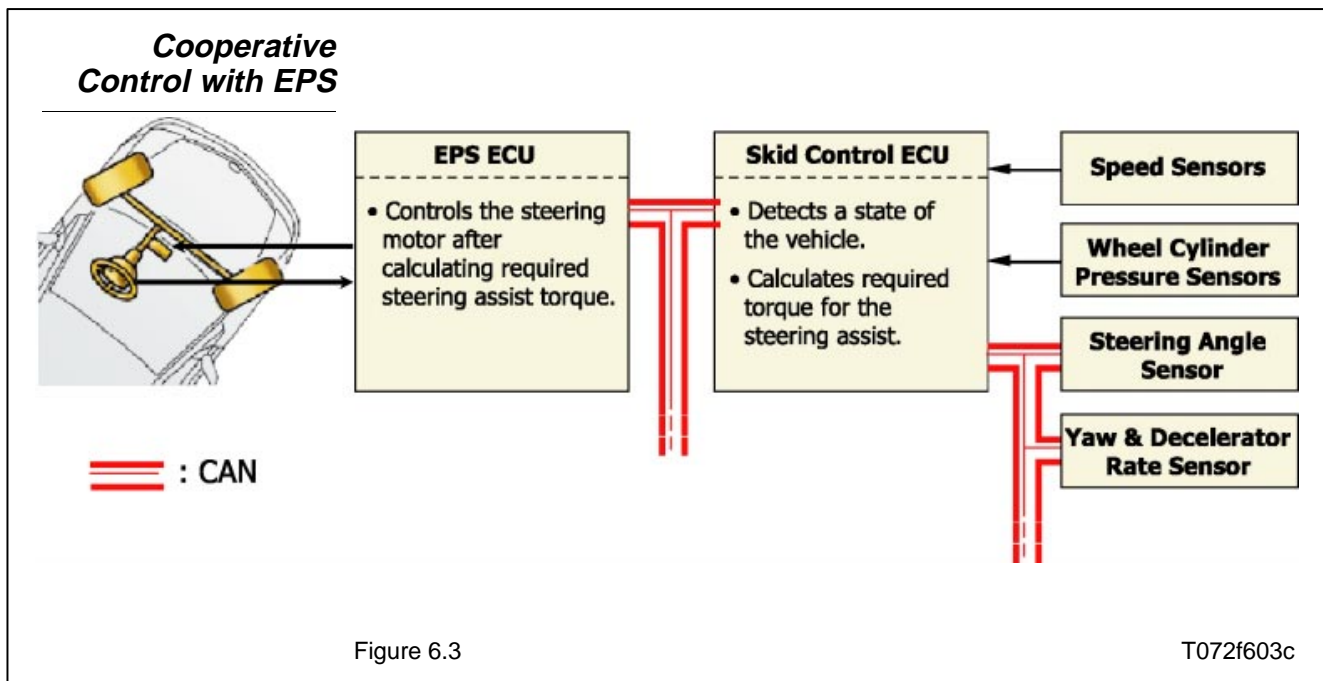 Cooperative
Control with EPS
EPS ECU
• Controls the steering
motor after
calculating required
steering assist torque.
Skid Control ECU
• Detects a state of
the vehicle.
• Calculates required
torque for the
steering assist.
Speed Sensors
Wheel Cylinder
Pressure Sensors
Steering Angle
Sensor
Yaw & Decelerator
Rate Sensor
: CAN
Figure 6.3
T072f603c